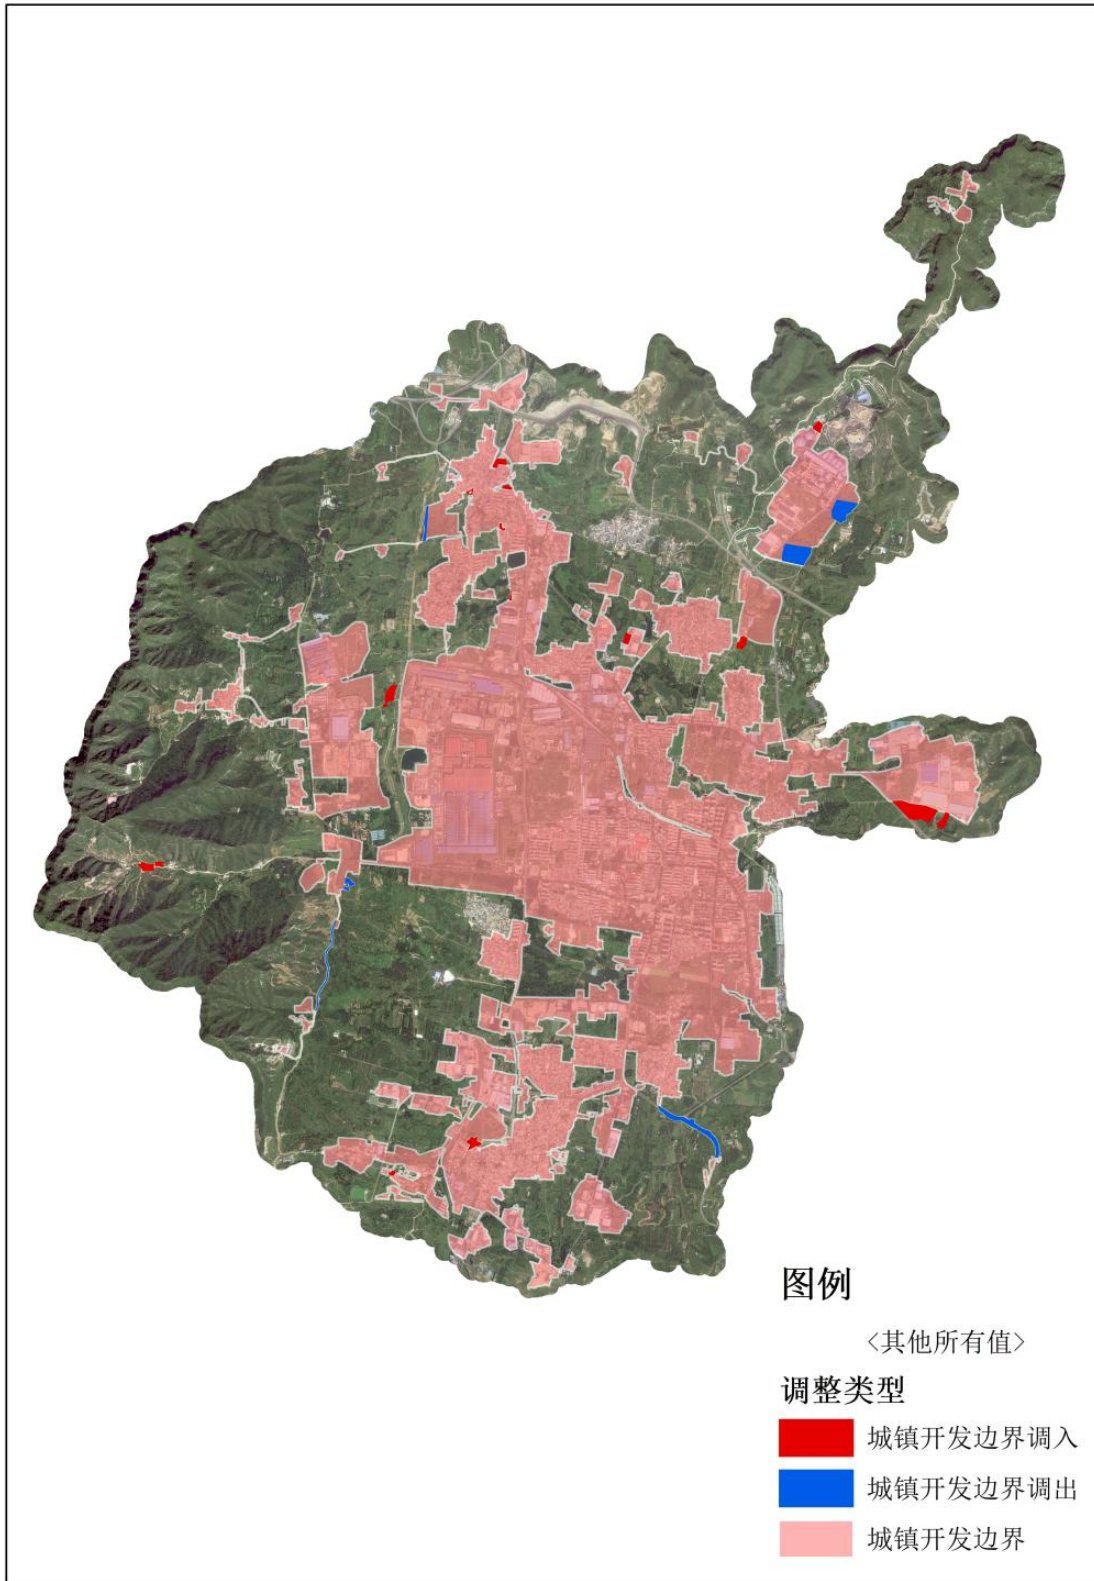 图例
<其他所有值>
调整类型
城镇开发边界调入
城镇开发边界调出
城镇开发边界